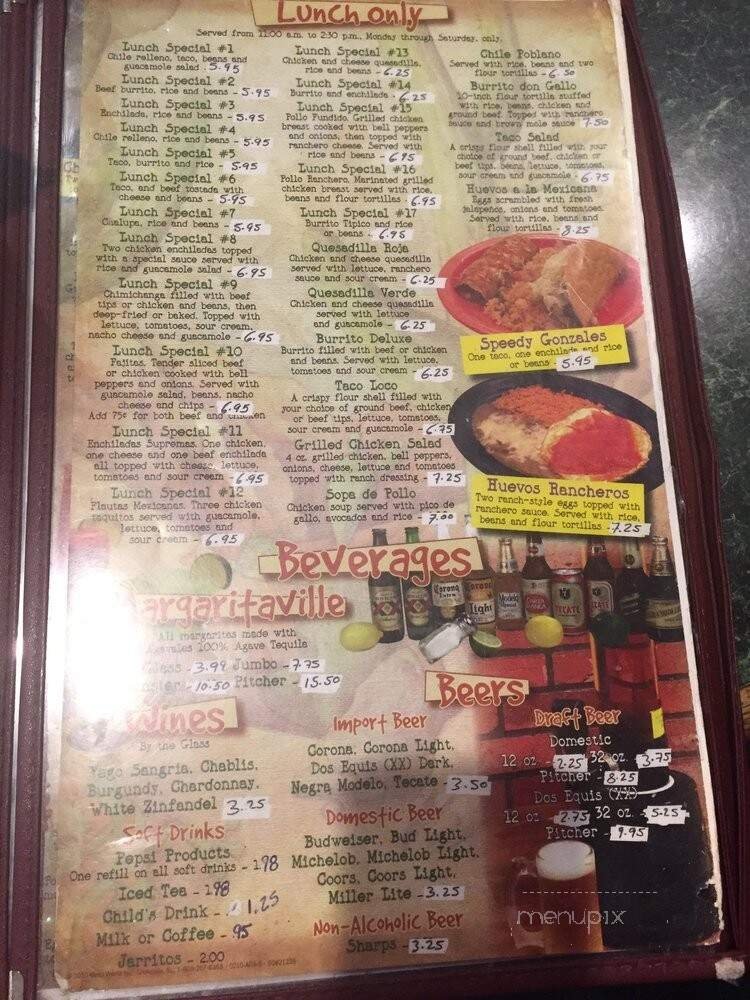 Lunch only
Served from 11:00 a.m. to 2:30 p.m., Monday through Saturday, only.
Lunch Special #1
Chile relleno, taco, beans and
guacamole salad - 5.95
Lunch Special #2
Beef burrito, rice and beans - 5.95
Lunch Special #3
Enchilada, rice and beans - 5.95
Lunch Special #4
Chile relleno, rice and beans - 5.95
Lunch Special #5
Taco, burrito and rice - 5.95
Lunch Special #6
Taco, and beef tostada with
cheese and beans - 5.95
Lunch Special #7
Chalupa, rice and beans - 5.95
Lunch Special #8
Two chicken enchiladas topped
with a special sauce served with
rice and guacamole salad - 6.95
Lunch Special #9
Chimichanga filled with beef
tips or chicken and beans, then
deep-fried or baked. Topped with
lettuce, tomatoes, sour cream,
nacho cheese and guacamole - 6.95
Lunch Special #10
Fajitas. Tender sliced beef
or chicken cooked with bell
peppers and onions. Served with
guacamole salad, beans, nacho
cheese and chips - 6.95
Add 75¢ for both beef and chicken
Lunch Special #11
Enchiladas Supremas. One chicken,
one cheese and one beef enchilada
all topped with cheese, lettuce,
tomatoes and sour cream - 6.95
Lunch Special #12
Flautas Mexicanas. Three chicken
taquitos served with guacamole,
lettuce, tomatoes and
sour cream - 6.95
Lunch Special #13
Chicken and cheese quesadilla,
rice and beans - 6.25
Lunch Special #14
Burrito and enchilada - 6.25
Lunch Special #15
Pollo Fundido. Grilled chicken
breast cooked with bell peppers
and onions, then topped with
ranchero cheese. Served with
rice and beans - 6.95
Lunch Special #16
Pollo Ranchero. Marinated grilled
chicken breast served with rice,
beans and flour tortillas - 6.95
Lunch Special #17
Burrito Tipico and rice
or beans - 6.95
Quesadilla Roja
Chicken and cheese quesadilla
served with lettuce, ranchero
sauce and sour cream - 6.25
Quesadilla Verde
Chicken and cheese quesadilla
served with lettuce
and guacamole - 6.25
Burrito Deluxe
Burrito filled with beef or chicken
and beans. Served with lettuce,
tomatoes and sour cream - 6.25
Taco Loco
A crispy flour shell filled with
your choice of ground beef, chicken
or beef tips, lettuce, tomatoes,
sour cream and guacamole - 6.75
Grilled Chicken Salad
4 oz. grilled chicken, bell peppers,
onions, cheese, lettuce and tomatoes
topped with ranch dressing - 7.25
Sopa de Pollo
Chicken soup served with pico de
gallo, avocados and rice - 7.00
Chile Poblano
Served with rice, beans and two
flour tortillas - 6.50
Burrito don Gallo
10-inch flour tortilla stuffed
with rice, beans, chicken and
ground beef. Topped with ranchero
sauce and brown mole sauce 7.50
Taco Salad
A crispy flour shell filled with your
choice of ground beef, chicken or
beef tips, beans, lettuce, tomatoes,
sour cream and guacamole - 6.75
Huevos a la Mexicana
Eggs scrambled with fresh
jalapeños, onions and tomatoes.
Served with rice, beans and
flour tortillas - 8.25
Speedy Gonzales
One taco, one enchilada and rice
or beans - 5.95
Huevos Rancheros
Two ranch-style eggs topped with
ranchero sauce. Served with rice,
beans and flour tortillas - 7.25
Beverages
Margaritaville
All margaritas made with
100% Agave Tequila
Glass - 3.99 Jumbo - 7.75
- 10.50 Pitcher - 15.50
Wines
By the Glass
Yago Sangria, Chablis,
Burgundy, Chardonnay,
White Zinfandel 3.25
Soft Drinks
Pepsi Products
One refill on all soft drinks - 1.98
Iced Tea - 1.98
Child's Drink - 1.25
Milk or Coffee - .95
Jarritos - 2.00
Beers
Import Beer
Corona, Corona Light,
Dos Equis (XX) Dark,
Negra Modelo, Tecate - 3.50
Domestic Beer
Budweiser, Bud Light,
Michelob, Michelob Light,
Coors, Coors Light,
Miller Lite - 3.25
Non-Alcoholic Beer
Sharps - 3.25
Draft Beer
Domestic
12 oz - 2.25 32 oz. - 3.75
Pitcher - 8.25
Dos Equis (XX)
12 oz - 2.75 32 oz. - 5.25
Pitcher - 9.95
Corona
Extra
Corona
Light
Modelo
TECATE
menupix